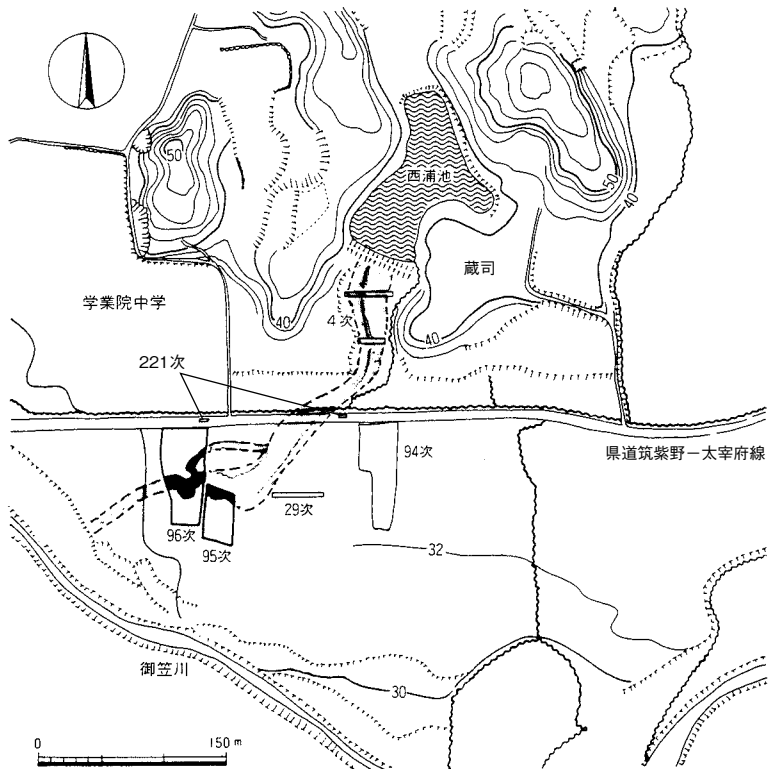 50
西浦池
50
40
蔵司
学業院中学
40
4次
40
221次
94次
県道筑紫野ー太宰府線
29次
96次
95次
32
御笠川
30
0 150m